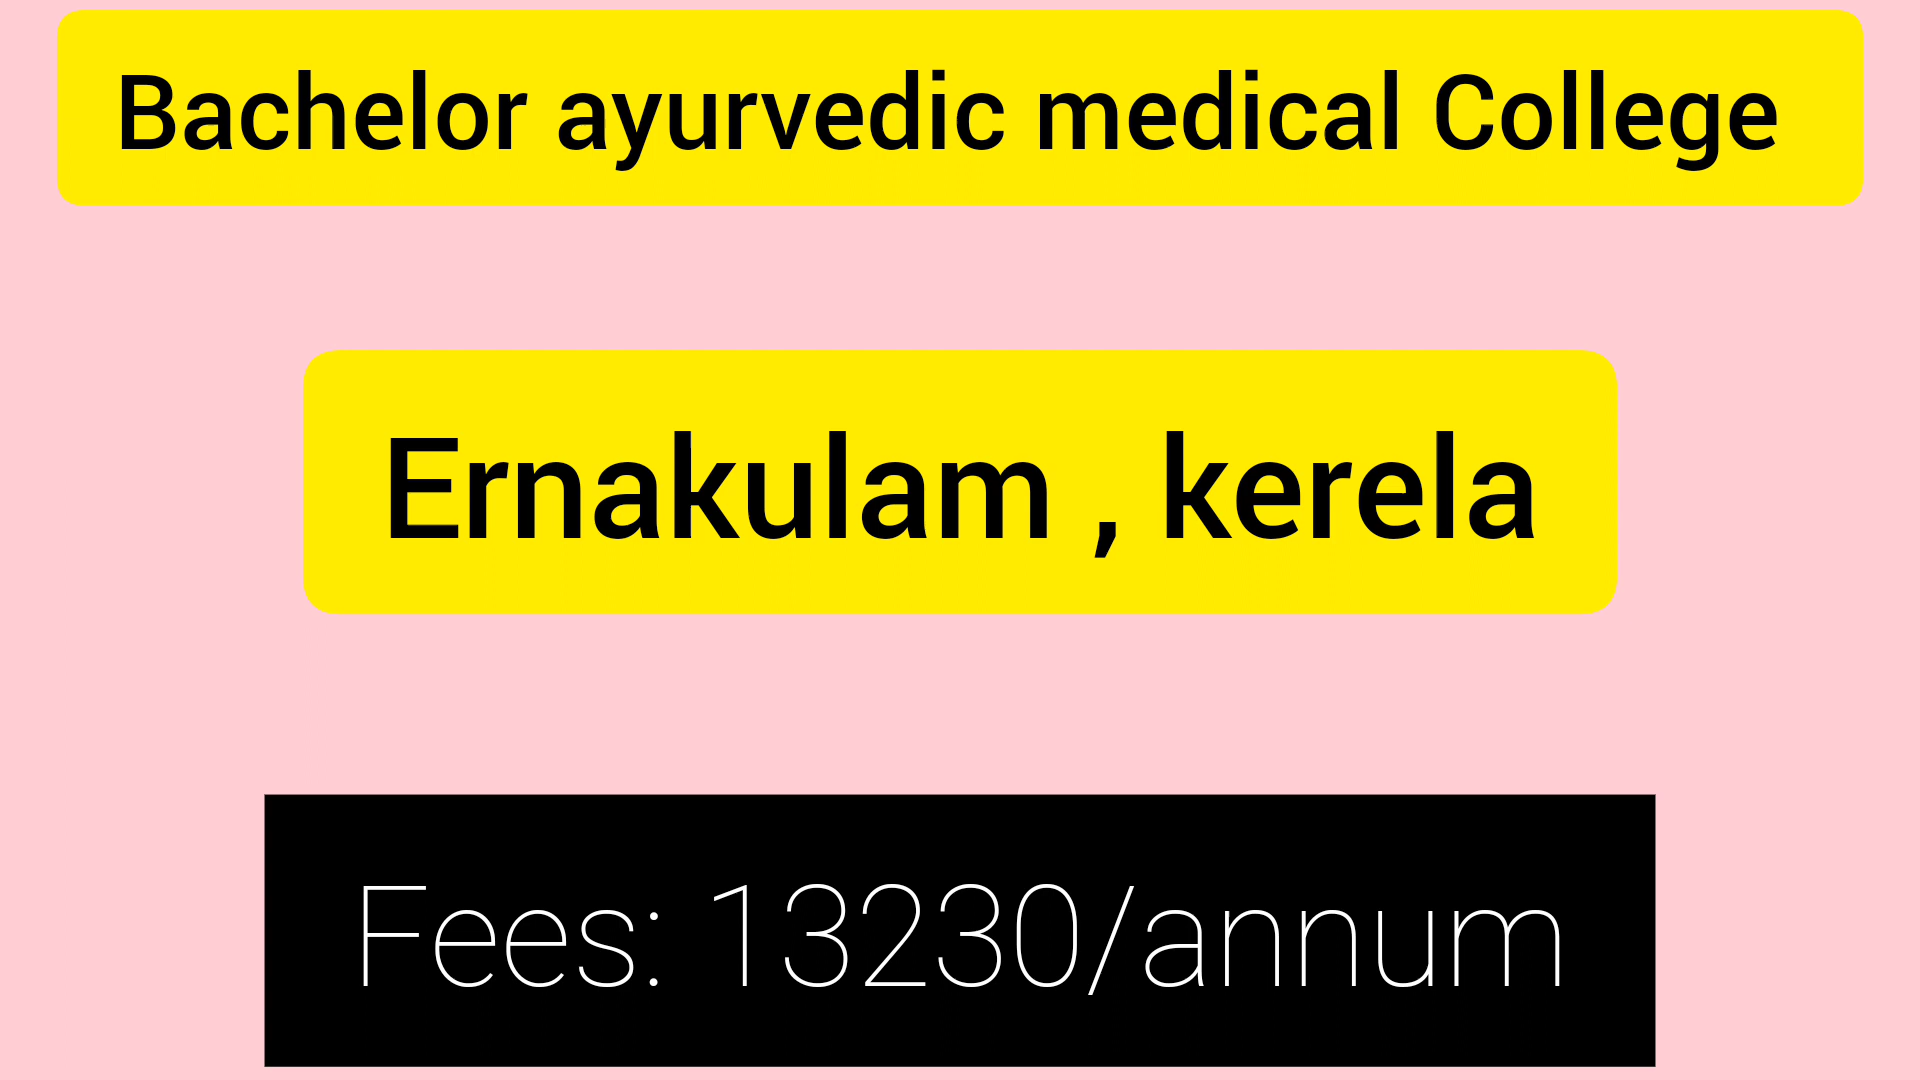 Bachelor ayurvedic medical College
Ernakulam , kerela
Fees: 13230/annum